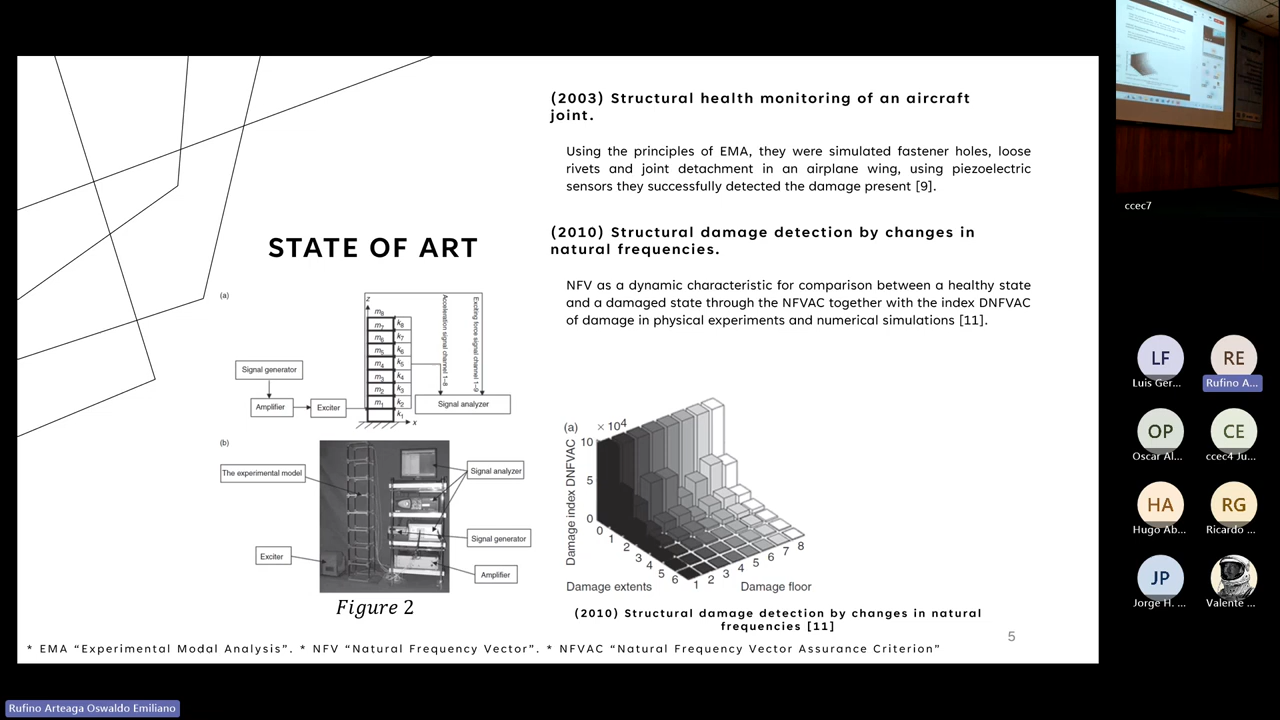 STATE OF ART
(2003) Structural health monitoring of an aircraft
joint.
Using the principles of EMA, they were simulated fastener holes, loose
rivets and joint detachment in an airplane wing, using piezoelectric
sensors they successfully detected the damage present [9].
(2010) Structural damage detection by changes in
natural frequencies.
NFV as a dynamic characteristic for comparison between a healthy state
and a damaged state through the NFVAC together with the index DNFVAC
of damage in physical experiments and numerical simulations [11].
(a)
z
m8
m7
m6
m5
m4
m3
m2
m1
k8
k7
k6
k5
k4
k3
k2
k1
x
Acceleration signal channel 1–8
Exciting force signal channel 1–9
Signal generator
Amplifier
Exciter
Signal analyzer
(b)
The experimental model
Signal analyzer
Signal generator
Exciter
Amplifier
Figure 2
(a)
× 10⁴
10
5
0
Damage index DNFVAC
0
1
2
3
4
5
6
1
2
3
4
5
6
7
8
Damage extents
Damage floor
(2010) Structural damage detection by changes in natural
frequencies [11]
5
* EMA “Experimental Modal Analysis”. * NFV “Natural Frequency Vector”. * NFVAC “Natural Frequency Vector Assurance Criterion”
ccec7
LF
Luis Ger...
RE
Rufino A...
OP
Oscar Al...
CE
ccec4 Ju...
HA
Hugo Ab...
RG
Ricardo ...
JP
Jorge H. ...
Valente ...
Rufino Arteaga Oswaldo Emiliano